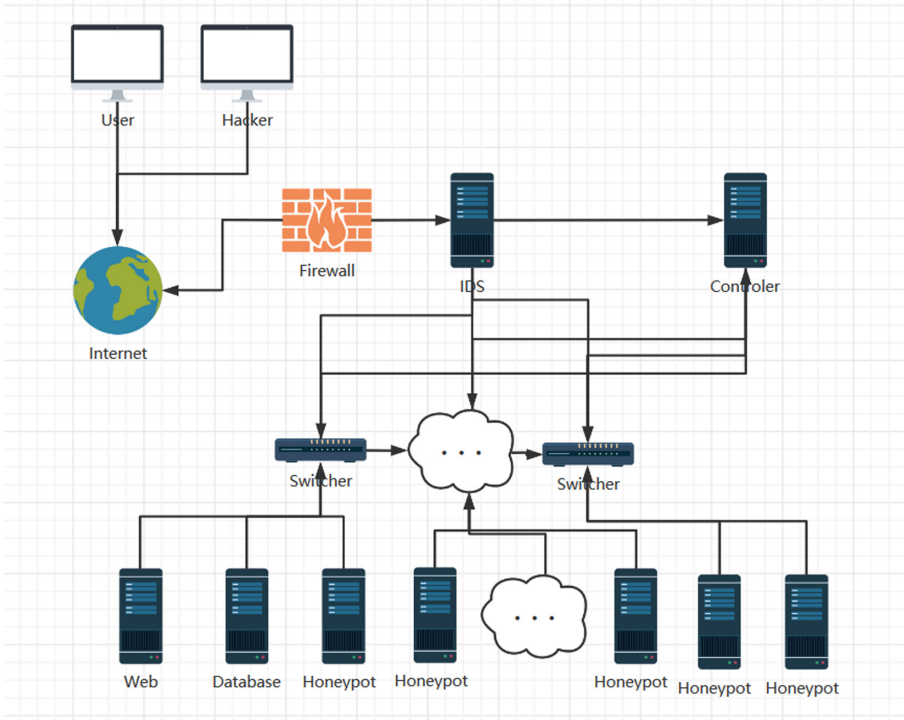 User
Hacker
Firewall
IDS
Controler
Internet
Switcher
Switcher
Web
Database
Honeypot
Honeypot
Honeypot
Honeypot
Honeypot